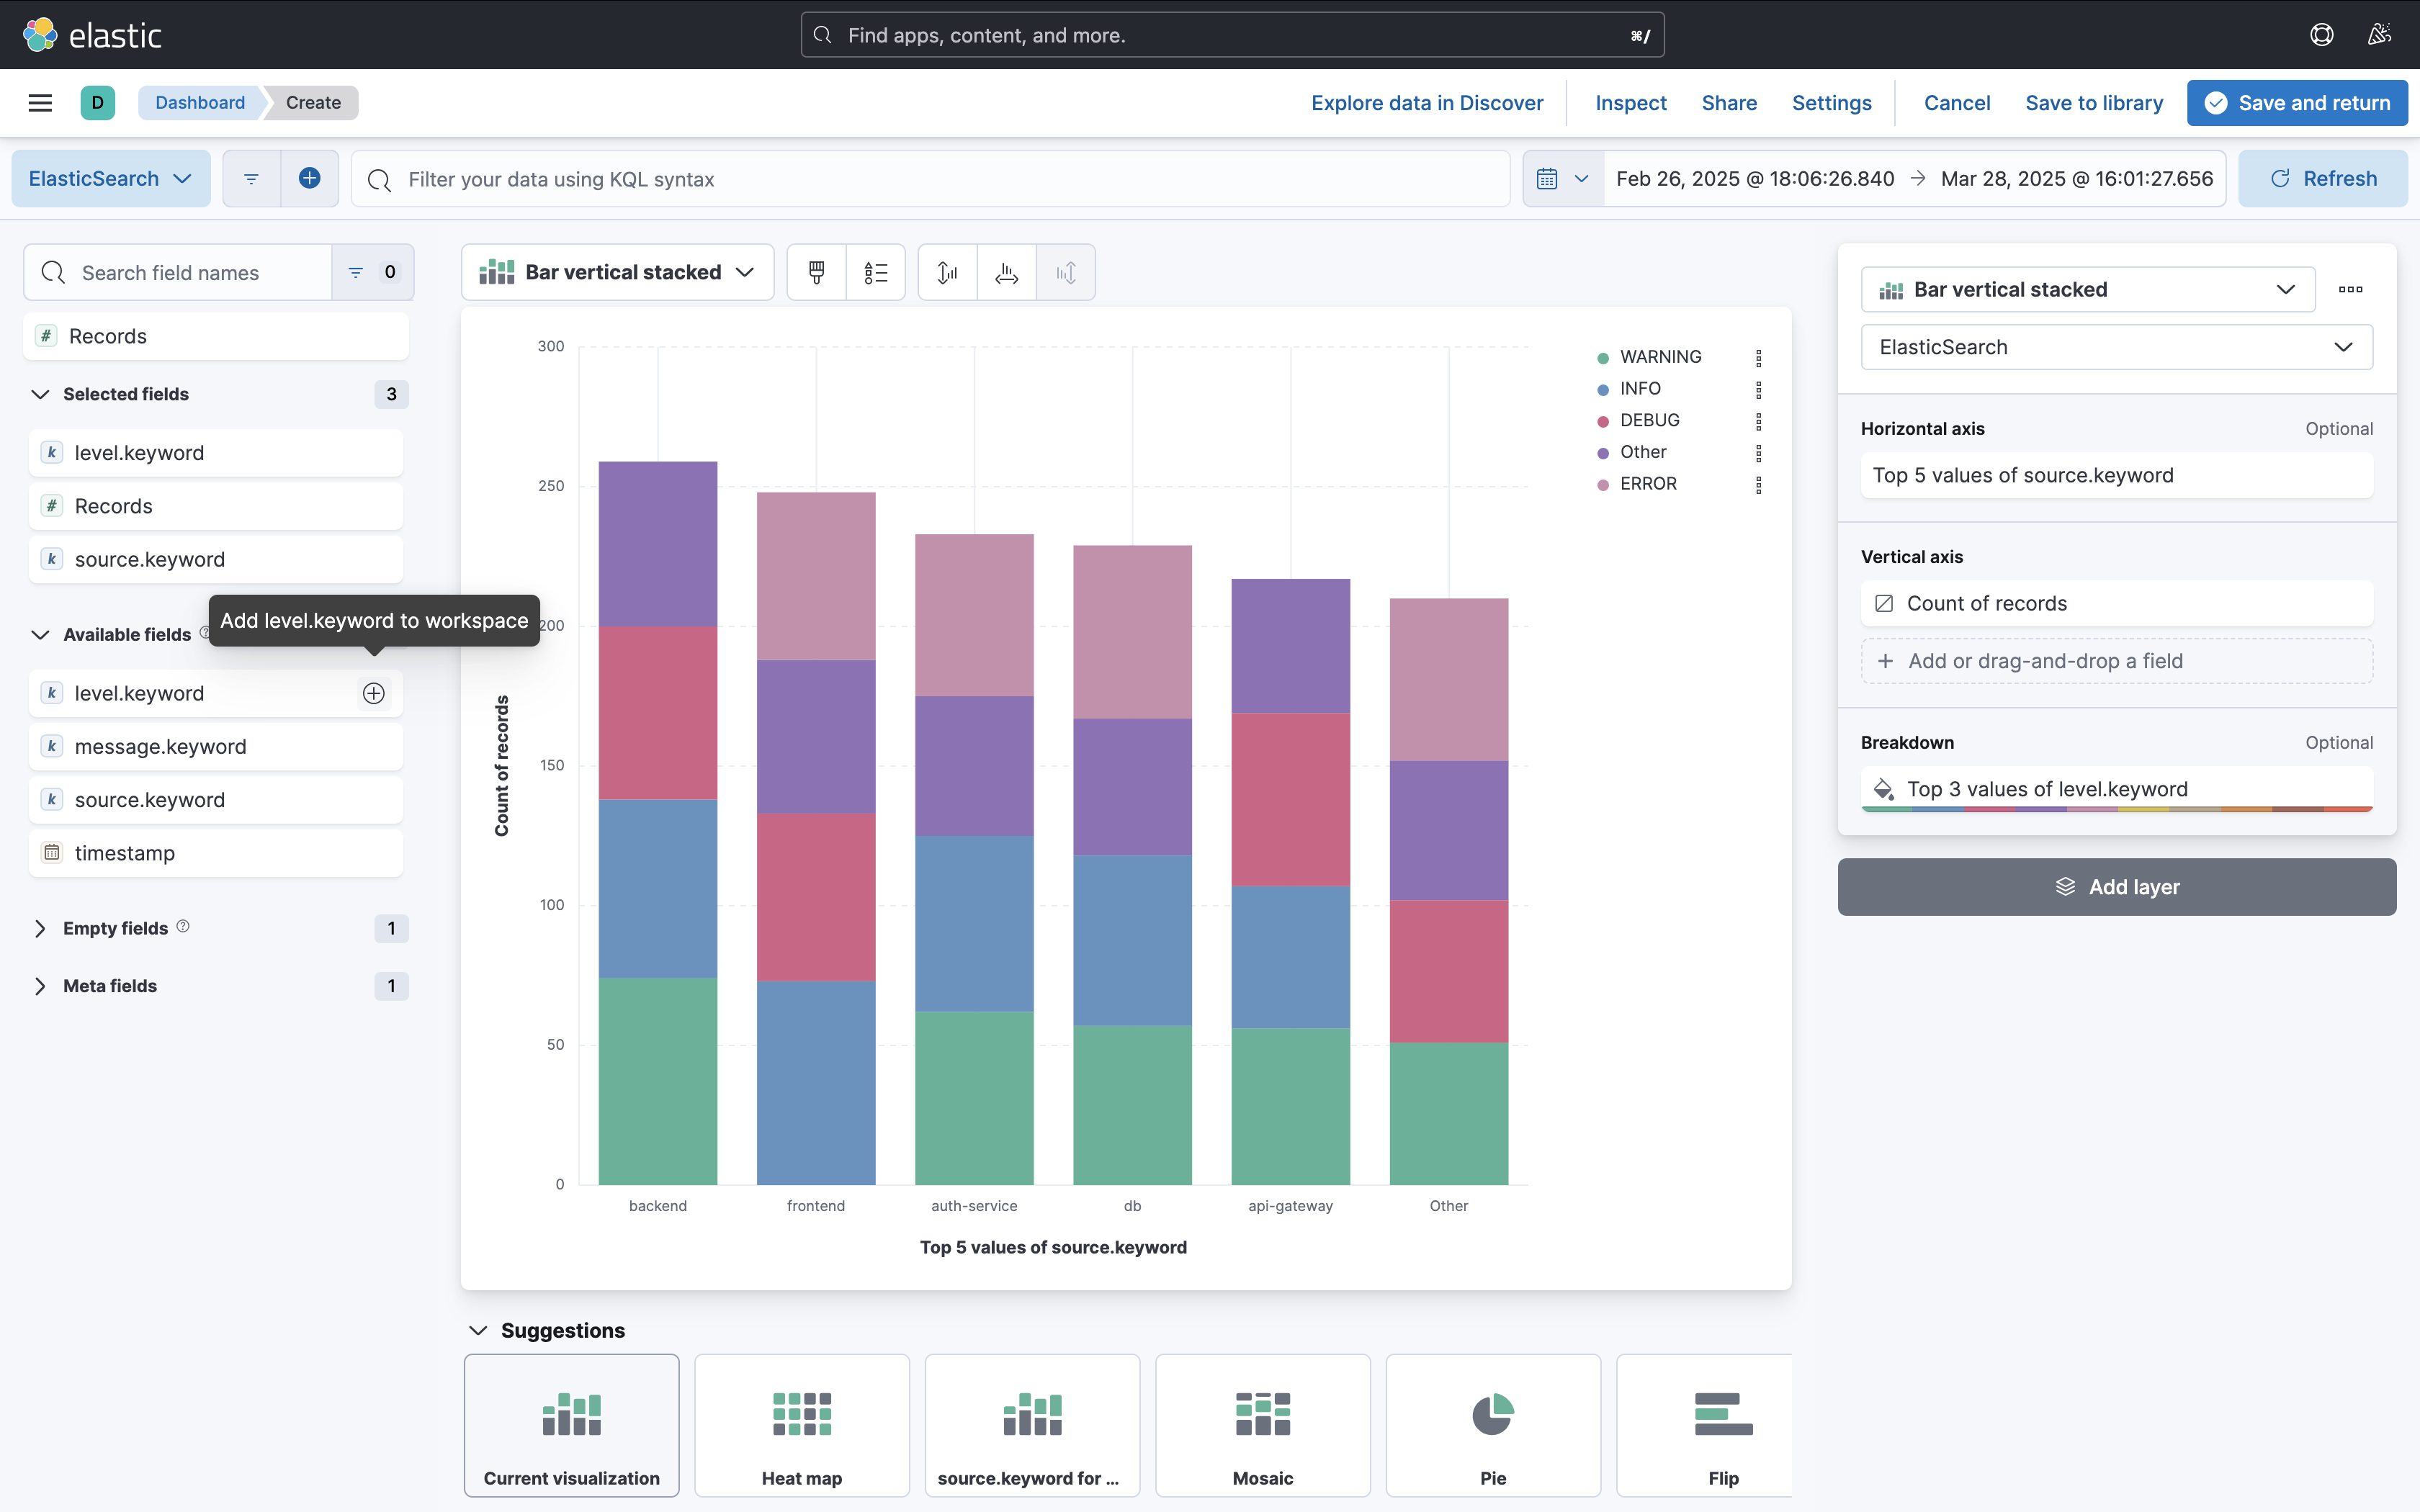 elastic
Find apps, content, and more.
⌘/
D
Dashboard
Create
Explore data in Discover
Inspect
Share
Settings
Cancel
Save to library
Save and return
ElasticSearch
Filter your data using KQL syntax
Feb 26, 2025 @ 18:06:26.840 → Mar 28, 2025 @ 16:01:27.656
Refresh
Search field names
0
# Records
Selected fields
3
k level.keyword
# Records
k source.keyword
Available fields
Add level.keyword to workspace
k level.keyword
k message.keyword
k source.keyword
timestamp
Empty fields
1
Meta fields
1
Bar vertical stacked
300
250
200
150
100
50
0
Count of records
backend
frontend
auth-service
db
api-gateway
Other
Top 5 values of source.keyword
WARNING
INFO
DEBUG
Other
ERROR
Suggestions
Current visualization
Heat map
source.keyword for ...
Mosaic
Pie
Flip
Bar vertical stacked
ElasticSearch
Horizontal axis
Optional
Top 5 values of source.keyword
Vertical axis
Count of records
+ Add or drag-and-drop a field
Breakdown
Optional
Top 3 values of level.keyword
Add layer